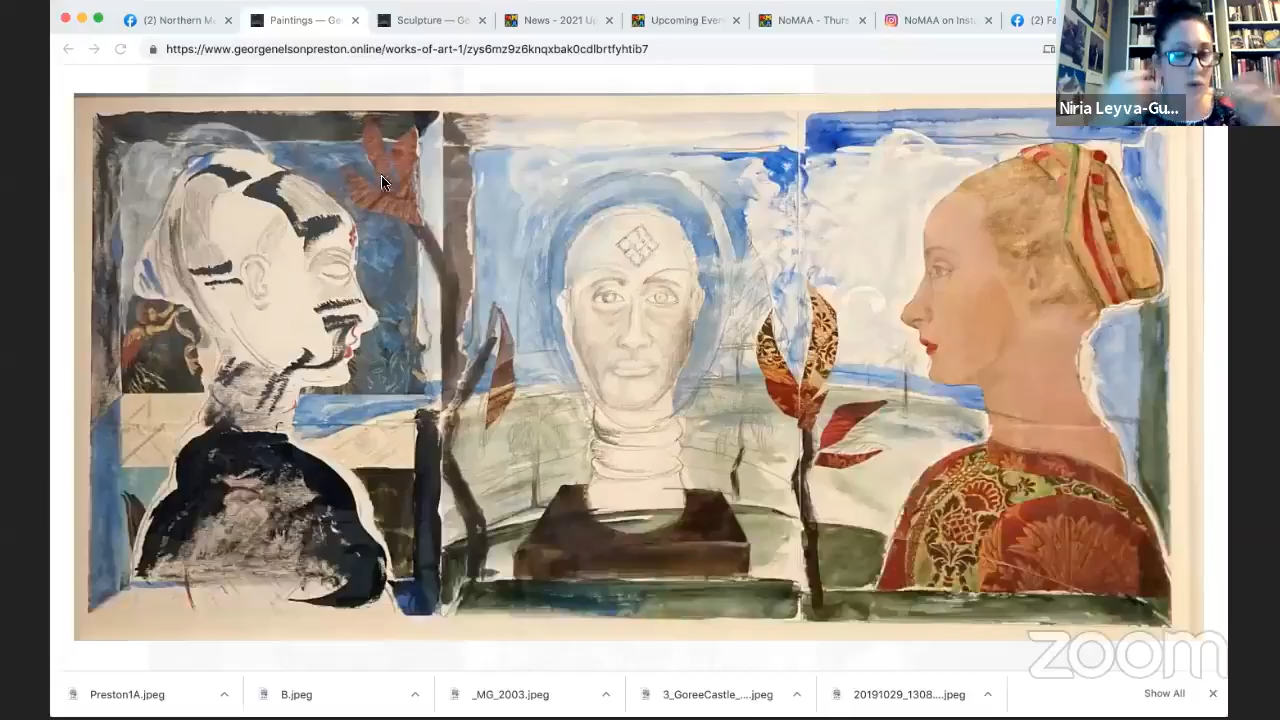 (2) Northern M
Paintings — Ge
Sculpture — Ge
News - 2021 U
Upcoming Even
NoMAA - Thurs
NoMAA on Inst
(2) Fa
https://www.georgenelsonpreston.online/works-of-art-1/zys6mz9z6knqxbak0cdlbrtfyhtib7
Niria Leyva-Gu...
zoom
Preston1A.jpeg
B.jpeg
_MG_2003.jpeg
3_GoreeCastle_....jpeg
20191029_1308....jpeg
Show All